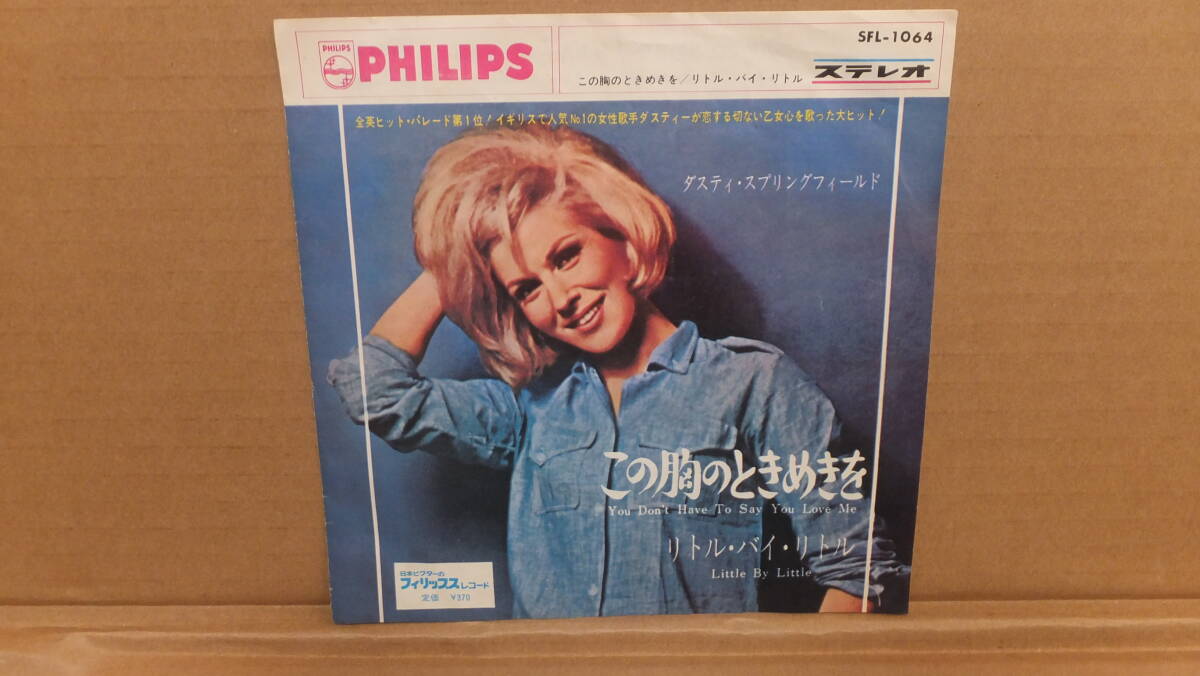 PHILIPS
PHILIPS
SFL-1064
この胸のときめきを/リトル・バイ・リトル
ステレオ
全英ヒット・パレード第1位!イギリスで人気No.1の女性歌手ダスティーが恋する切ない乙女心を歌った大ヒット!
ダスティ・スプリングフィールド
この胸のときめきを
You Don't Have To Say You Love Me
リトル・バイ・リトル
Little By Little
日本ビクターの
フィリップスレコード
定価 ¥370